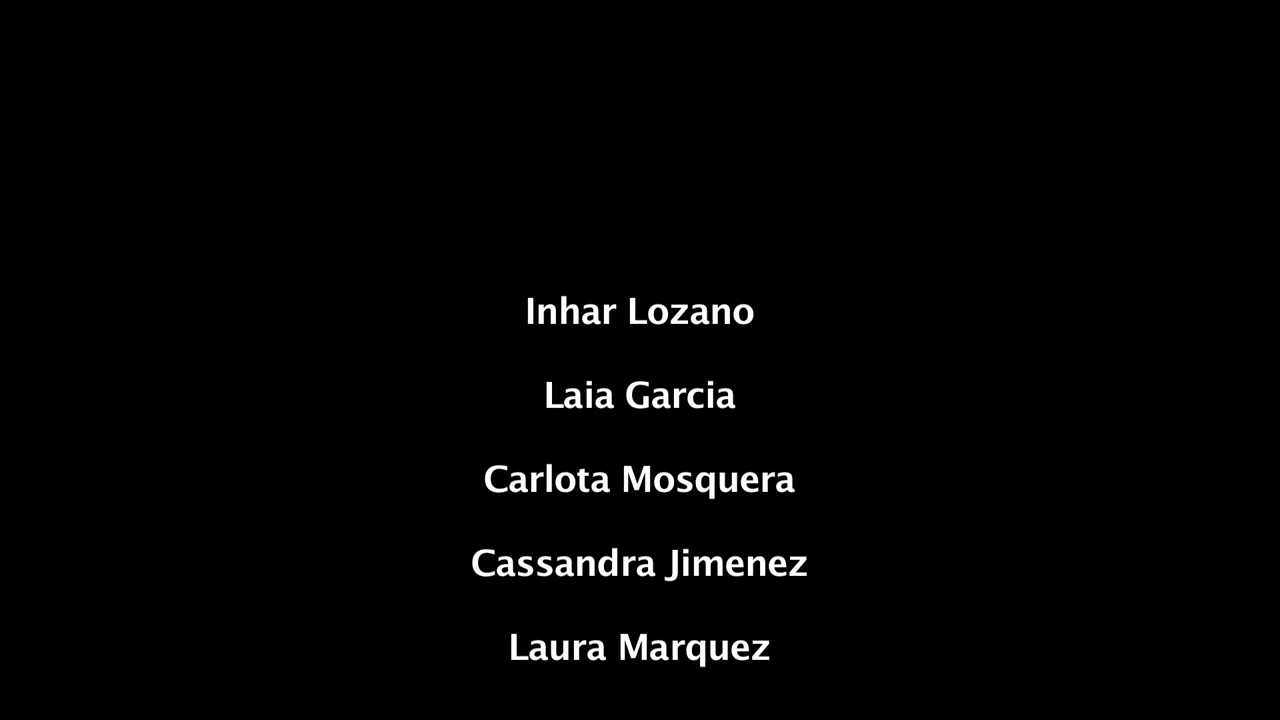 Inhar Lozano
Laia Garcia
Carlota Mosquera
Cassandra Jimenez
Laura Marquez